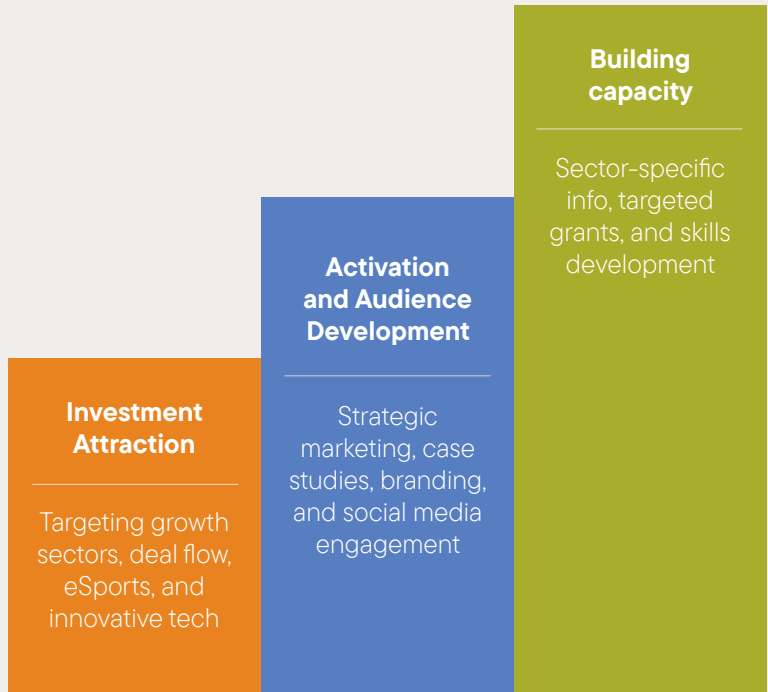 Building
capacity
Sector-specific
info, targeted
grants, and skills
development
Activation
and Audience
Development
Strategic
marketing, case
studies, branding,
and social media
engagement
Investment
Attraction
Targeting growth
sectors, deal flow,
eSports, and
innovative tech